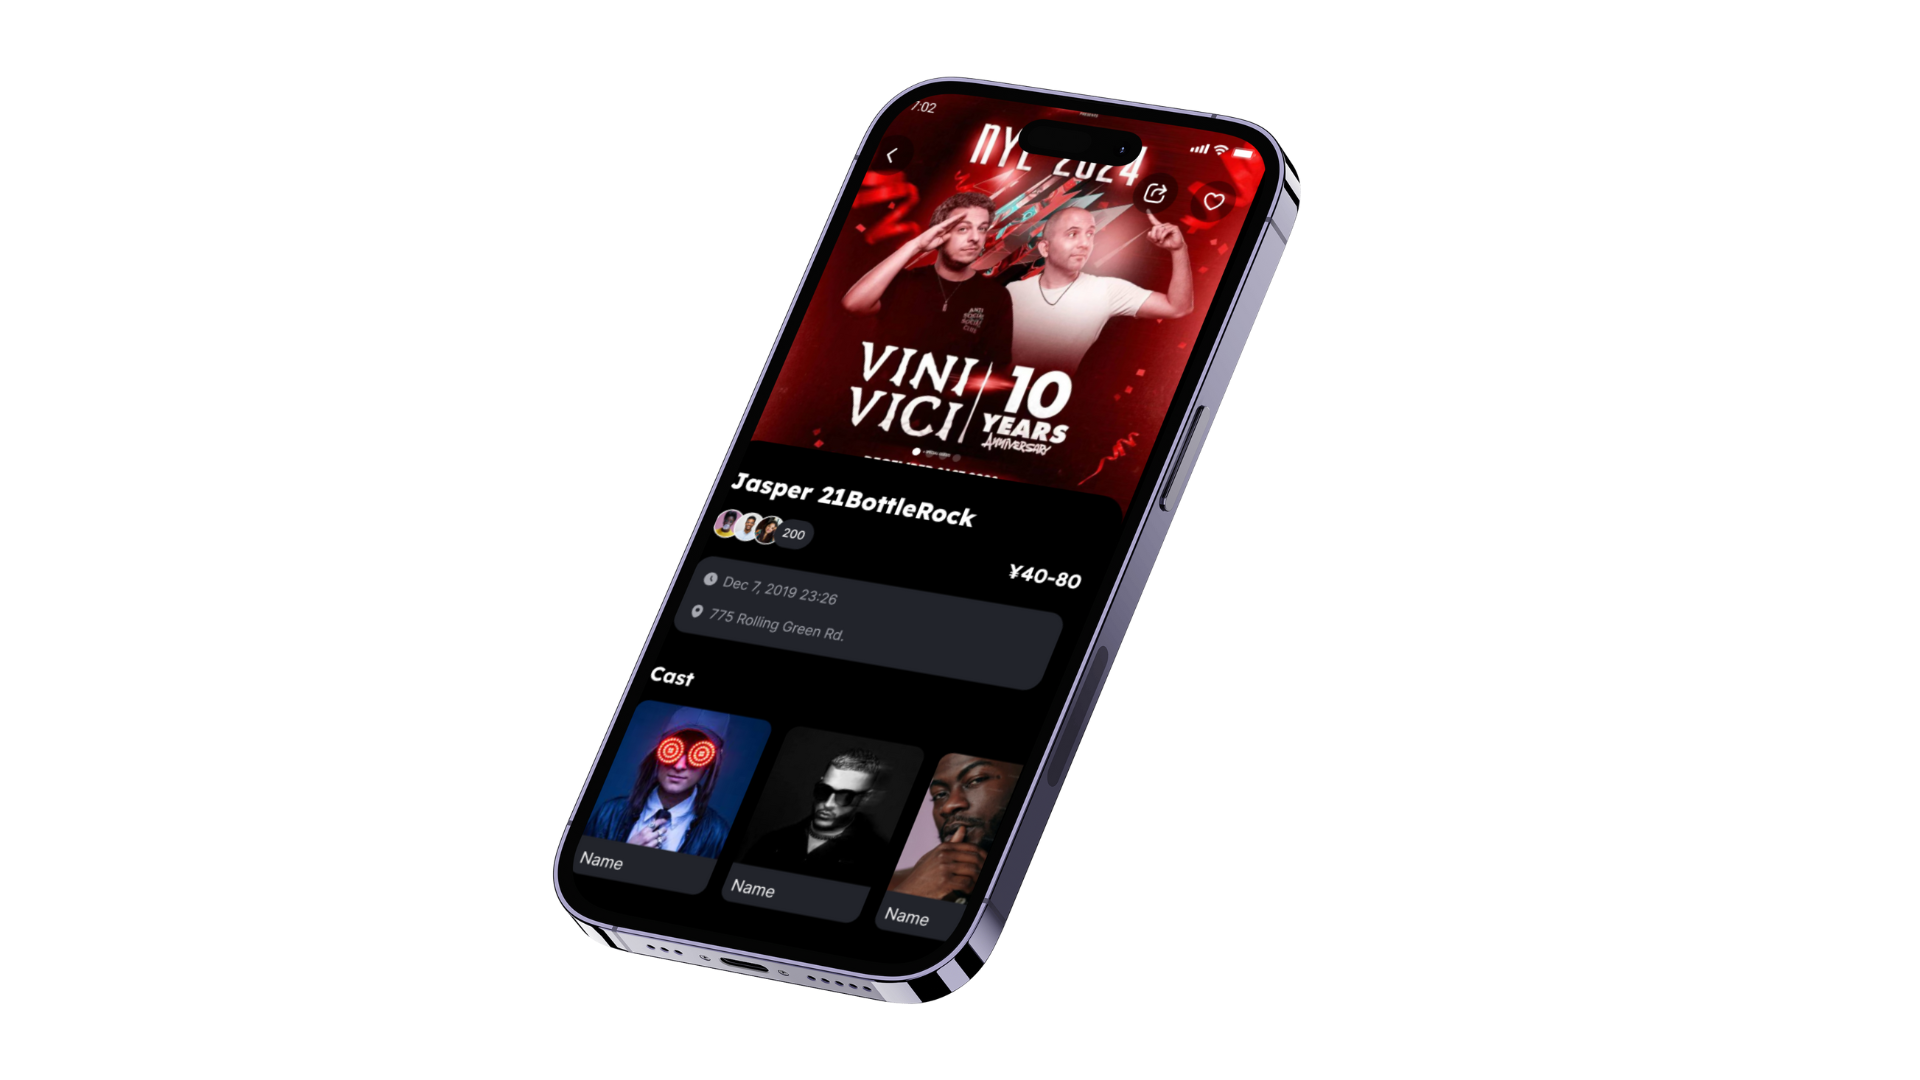 1:02
NYE 2024
VINI
VICI
10
YEARS
ANNIVERSARY
Jasper 21BottleRock
200
¥40-80
Dec 7, 2019 23:26
775 Rolling Green Rd.
Cast
Name
Name
Name